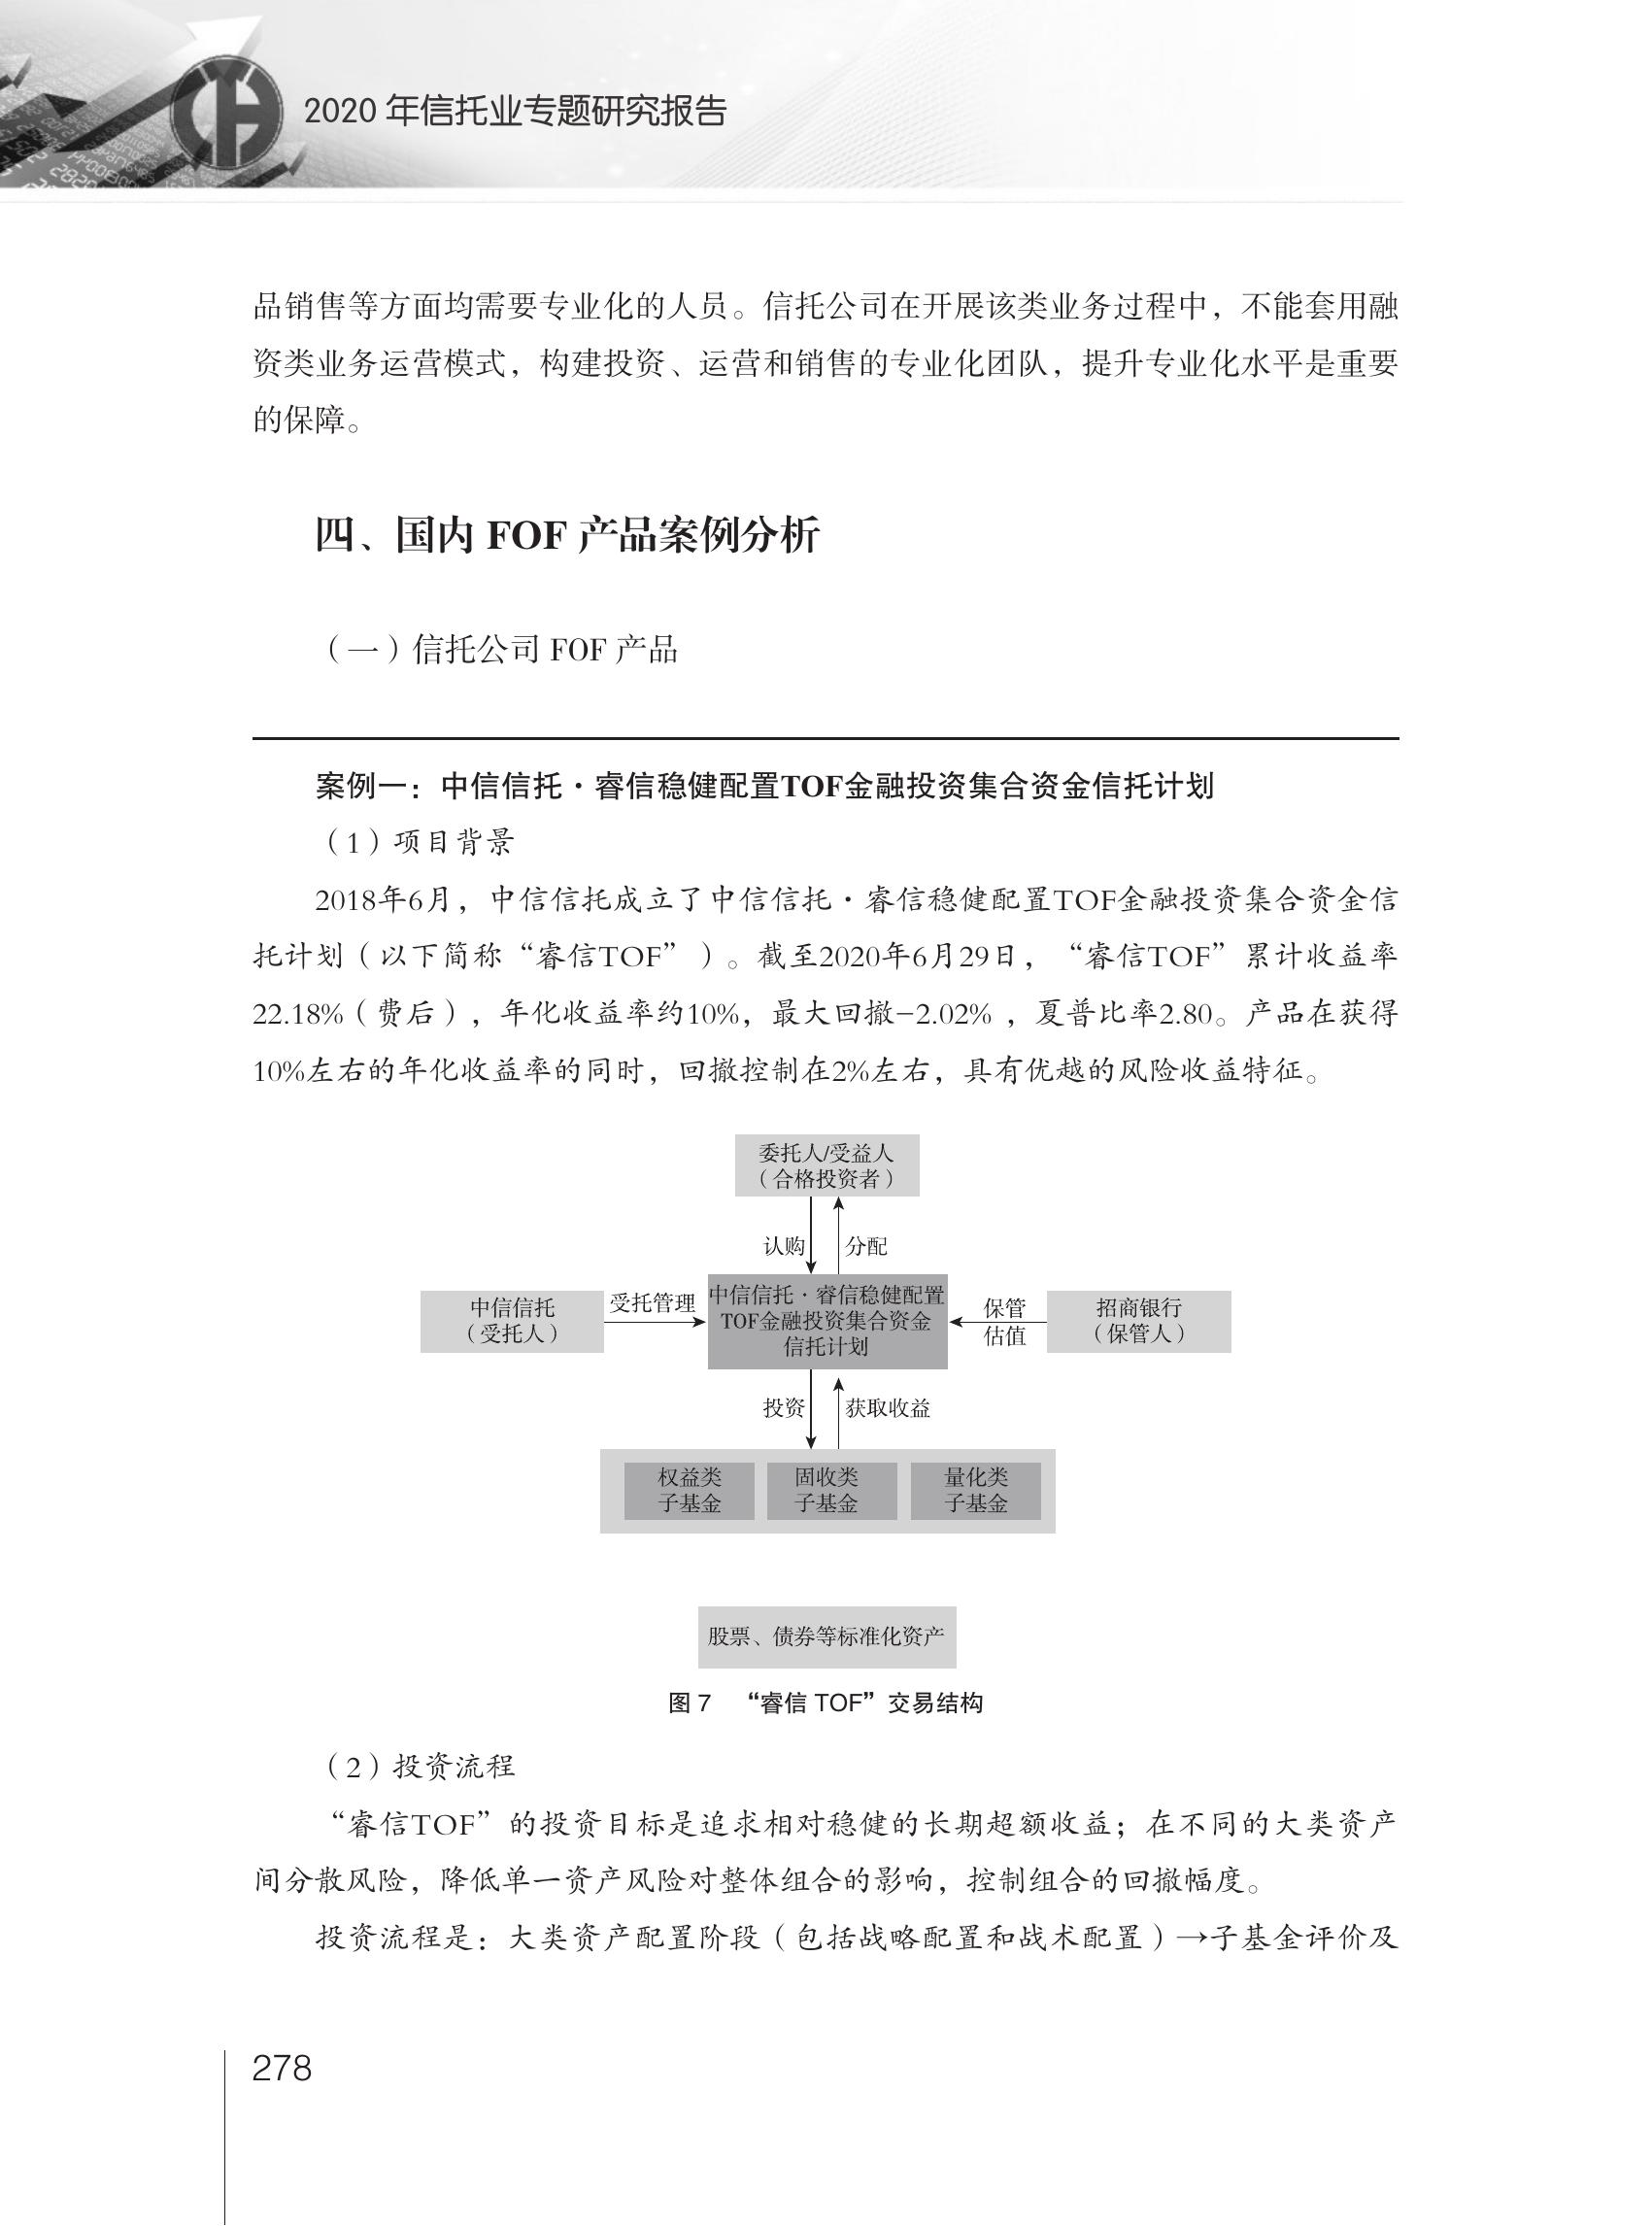 2020 年信托业专题研究报告
品销售等方面均需要专业化的人员。信托公司在开展该类业务过程中，不能套用融
资类业务运营模式，构建投资、运营和销售的专业化团队，提升专业化水平是重要
的保障。
四、国内 FOF 产品案例分析
（一）信托公司 FOF 产品
案例一：中信信托·睿信稳健配置TOF金融投资集合资金信托计划
（1）项目背景
2018年6月，中信信托成立了中信信托·睿信稳健配置TOF金融投资集合资金信
托计划（以下简称“睿信TOF”）。截至2020年6月29日，“睿信TOF”累计收益率
22.18%（费后），年化收益率约10%，最大回撤-2.02%，夏普比率2.80。产品在获得
10%左右的年化收益率的同时，回撤控制在2%左右，具有优越的风险收益特征。
委托人/受益人
（合格投资者）
认购 分配
中信信托
（受托人）
受托管理
中信信托·睿信稳健配置
TOF金融投资集合资金
信托计划
保管
估值
招商银行
（保管人）
投资 获取收益
权益类
子基金
固收类
子基金
量化类
子基金
股票、债券等标准化资产
图 7 “睿信 TOF”交易结构
（2）投资流程
“睿信TOF”的投资目标是追求相对稳健的长期超额收益；在不同的大类资产
间分散风险，降低单一资产风险对整体组合的影响，控制组合的回撤幅度。
投资流程是：大类资产配置阶段（包括战略配置和战术配置）→子基金评价及
278